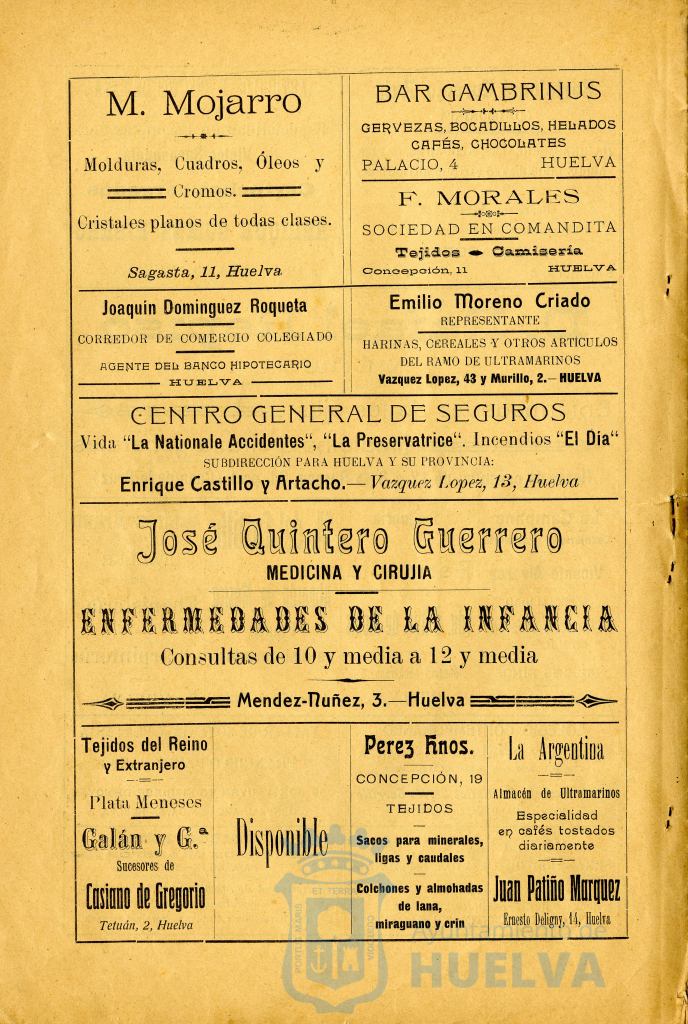 M. Mojarro
Molduras, Cuadros, Óleos y
Cromos.
Cristales planos de todas clases.
Sagasta, 11, Huelva
BAR GAMBRINUS
CERVEZAS, BOCADILLOS, HELADOS
CAFÉS, CHOCOLATES
PALACIO, 4 HUELVA
F. MORALES
SOCIEDAD EN COMANDITA
Tejidos Camisería
Concepción, 11 HUELVA
Joaquín Dominguez Roqueta
CORREDOR DE COMERCIO COLEGIADO
AGENTE DEL BANCO HIPOTECARIO
HUELVA
Emilio Moreno Criado
REPRESENTANTE
HARINAS, CEREALES Y OTROS ARTÍCULOS
DEL RAMO DE ULTRAMARINOS
Vazquez Lopez, 43 y Murillo, 2.—HUELVA
CENTRO GENERAL DE SEGUROS
Vida "La Nationale Accidentes", "La Preservatrice". Incendios "El Día"
SUBDIRECCIÓN PARA HUELVA Y SU PROVINCIA:
Enrique Castillo y Artacho.—Vazquez Lopez, 13, Huelva
José Quintero Guerrero
MEDICINA Y CIRUJIA
ENFERMEDADES DE LA INFANCIA
Consultas de 10 y media a 12 y media
Mendez-Nuñez, 3.—Huelva
Tejidos del Reino
y Extranjero
Plata Meneses
Galán y G.ª
Sucesores de
Casiano de Gregorio
Tetuán, 2, Huelva
Disponible
Perez Hnos.
CONCEPCIÓN, 19
TEJIDOS
Sacos para minerales,
ligas y caudales
Colchones y almohadas
de lana,
miraguano y crin
La Argentina
Almacén de Ultramarinos
Especialidad
en cafés tostados
diariamente
Juan Patiño Marquez
Ernesto Deligny, 14, Huelva
Ayuntamiento de
HUELVA